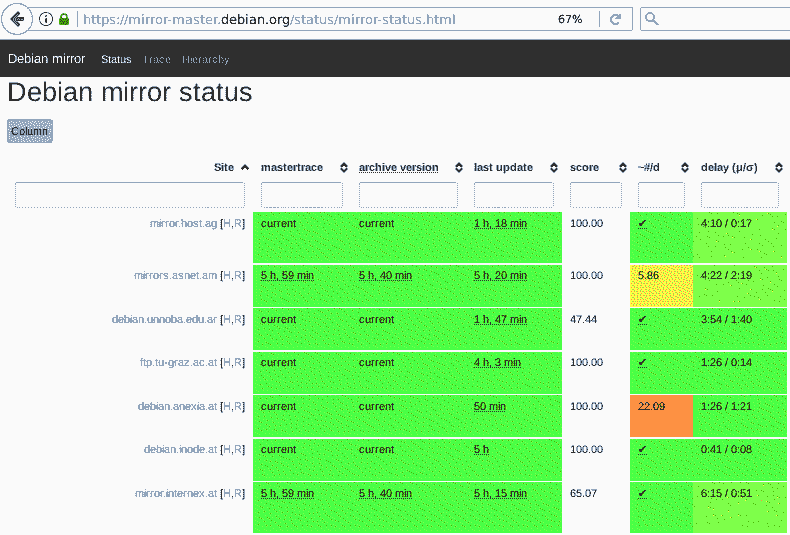 https://mirror-master.debian.org/status/mirror-status.html 67%
Debian mirror Status Trace Hierarchy
Debian mirror status
Column
Site mastertrace archive version last update score ~#/d delay (μ/σ)
mirror.host.ag [H,R] current current 1 h, 18 min 100.00 ✔ 4:10 / 0:17
mirrors.asnet.am [H,R] 5 h, 59 min 5 h, 40 min 5 h, 20 min 100.00 5.86 4:22 / 2:19
debian.unnoba.edu.ar [H,R] current current 1 h, 47 min 47.44 ✔ 3:54 / 1:40
ftp.tu-graz.ac.at [H,R] current current 4 h, 3 min 100.00 ✔ 1:26 / 0:14
debian.anexia.at [H,R] current current 50 min 100.00 22.09 1:26 / 1:21
debian.inode.at [H,R] current current 5 h 100.00 ✔ 0:41 / 0:08
mirror.internex.at [H,R] 5 h, 59 min 5 h, 40 min 5 h, 15 min 65.07 ✔ 6:15 / 0:51